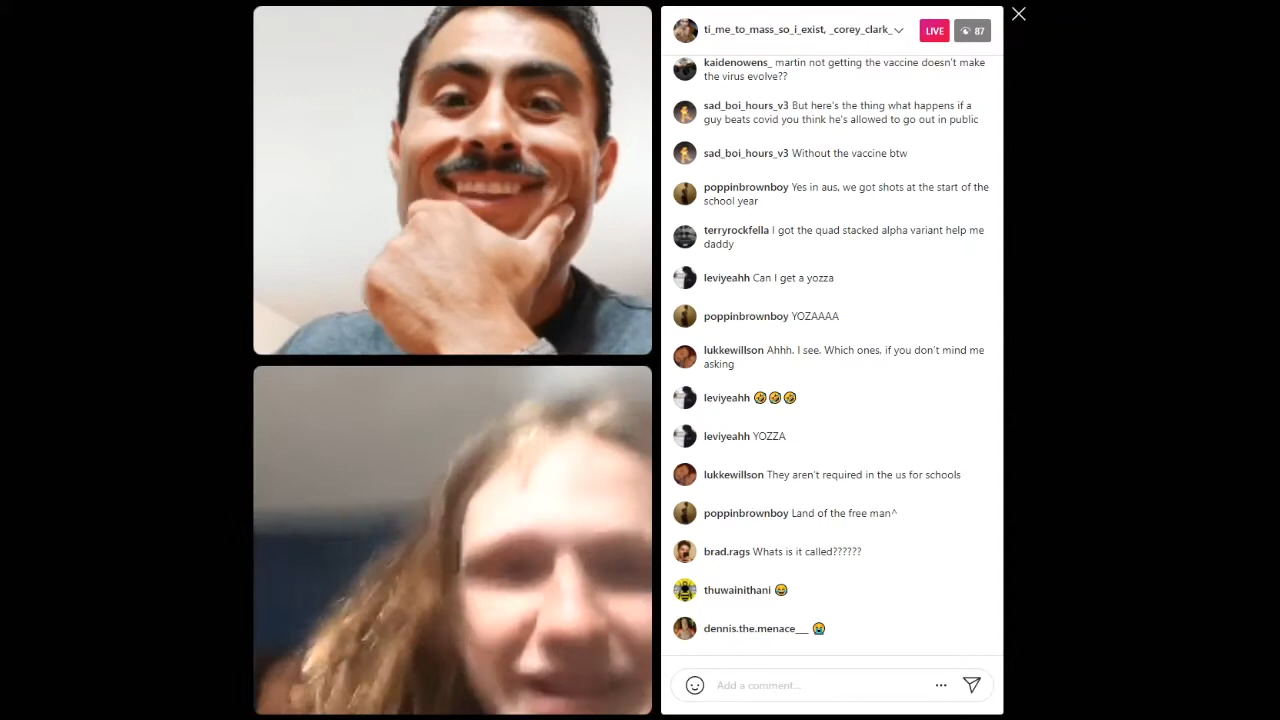 ti_me_to_mass_so_i_exist, _corey_clark_
LIVE
87
kaidenowens_ martin not getting the vaccine doesn't make
the virus evolve??
sad_boi_hours_v3 But here's the thing what happens if a
guy beats covid you think he's allowed to go out in public
sad_boi_hours_v3 Without the vaccine btw
poppinbrownboy Yes in aus, we got shots at the start of the
school year
terryrockfella I got the quad stacked alpha variant help me
daddy
leviyeahh Can I get a yozza
poppinbrownboy YOZAAAA
lukkewillson Ahhh. I see. Which ones, if you don't mind me
asking
leviyeahh 🤣🤣🤣
leviyeahh YOZZA
lukkewillson They aren't required in the us for schools
poppinbrownboy Land of the free man^
brad.rags Whats is it called??????
thuwainithani 😂
dennis.the.menace___ 😭
Add a comment...